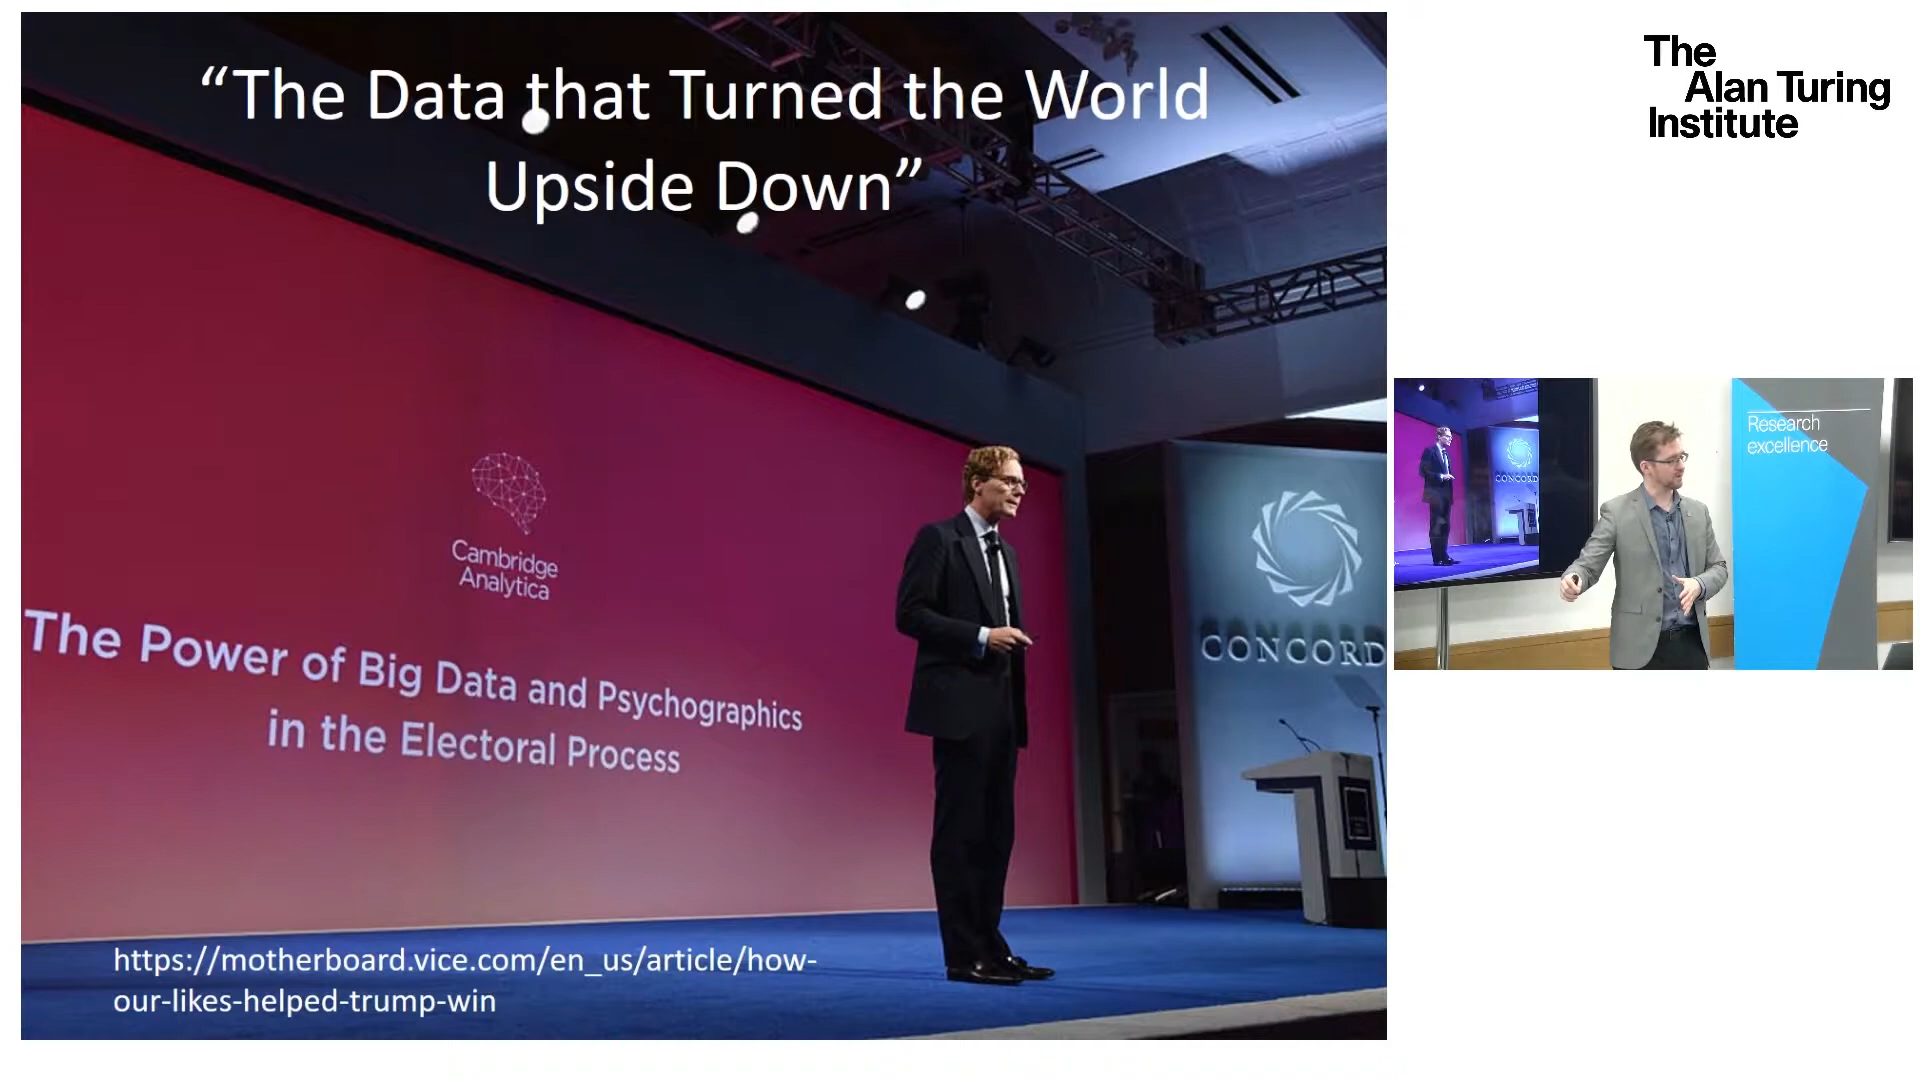 “The Data that Turned the World
Upside Down”
Cambridge
Analytica
The Power of Big Data and Psychographics
in the Electoral Process
CONCORD
https://motherboard.vice.com/en_us/article/how-
our-likes-helped-trump-win
The
Alan Turing
Institute
CONCORD
Research
excellence